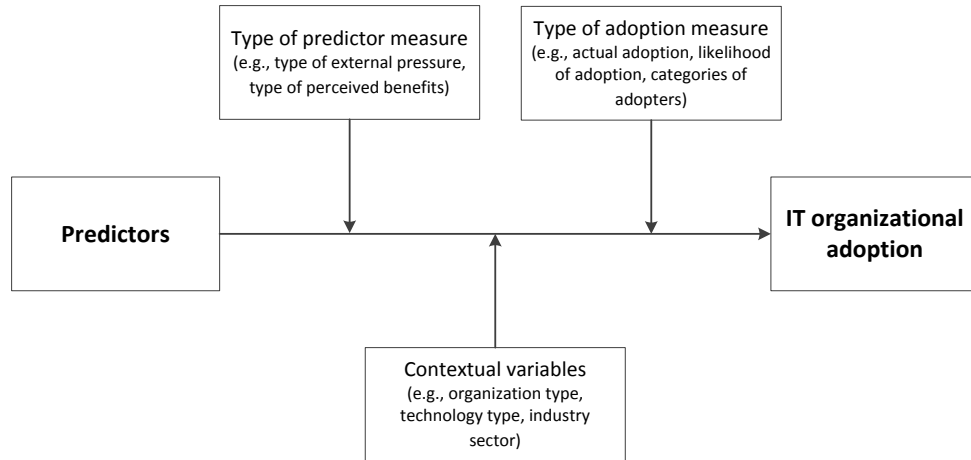 Type of predictor measure
(e.g., type of external pressure,
type of perceived benefits)
Type of adoption measure
(e.g., actual adoption, likelihood
of adoption, categories of
adopters)
Predictors
IT organizational
adoption
Contextual variables
(e.g., organization type,
technology type, industry
sector)